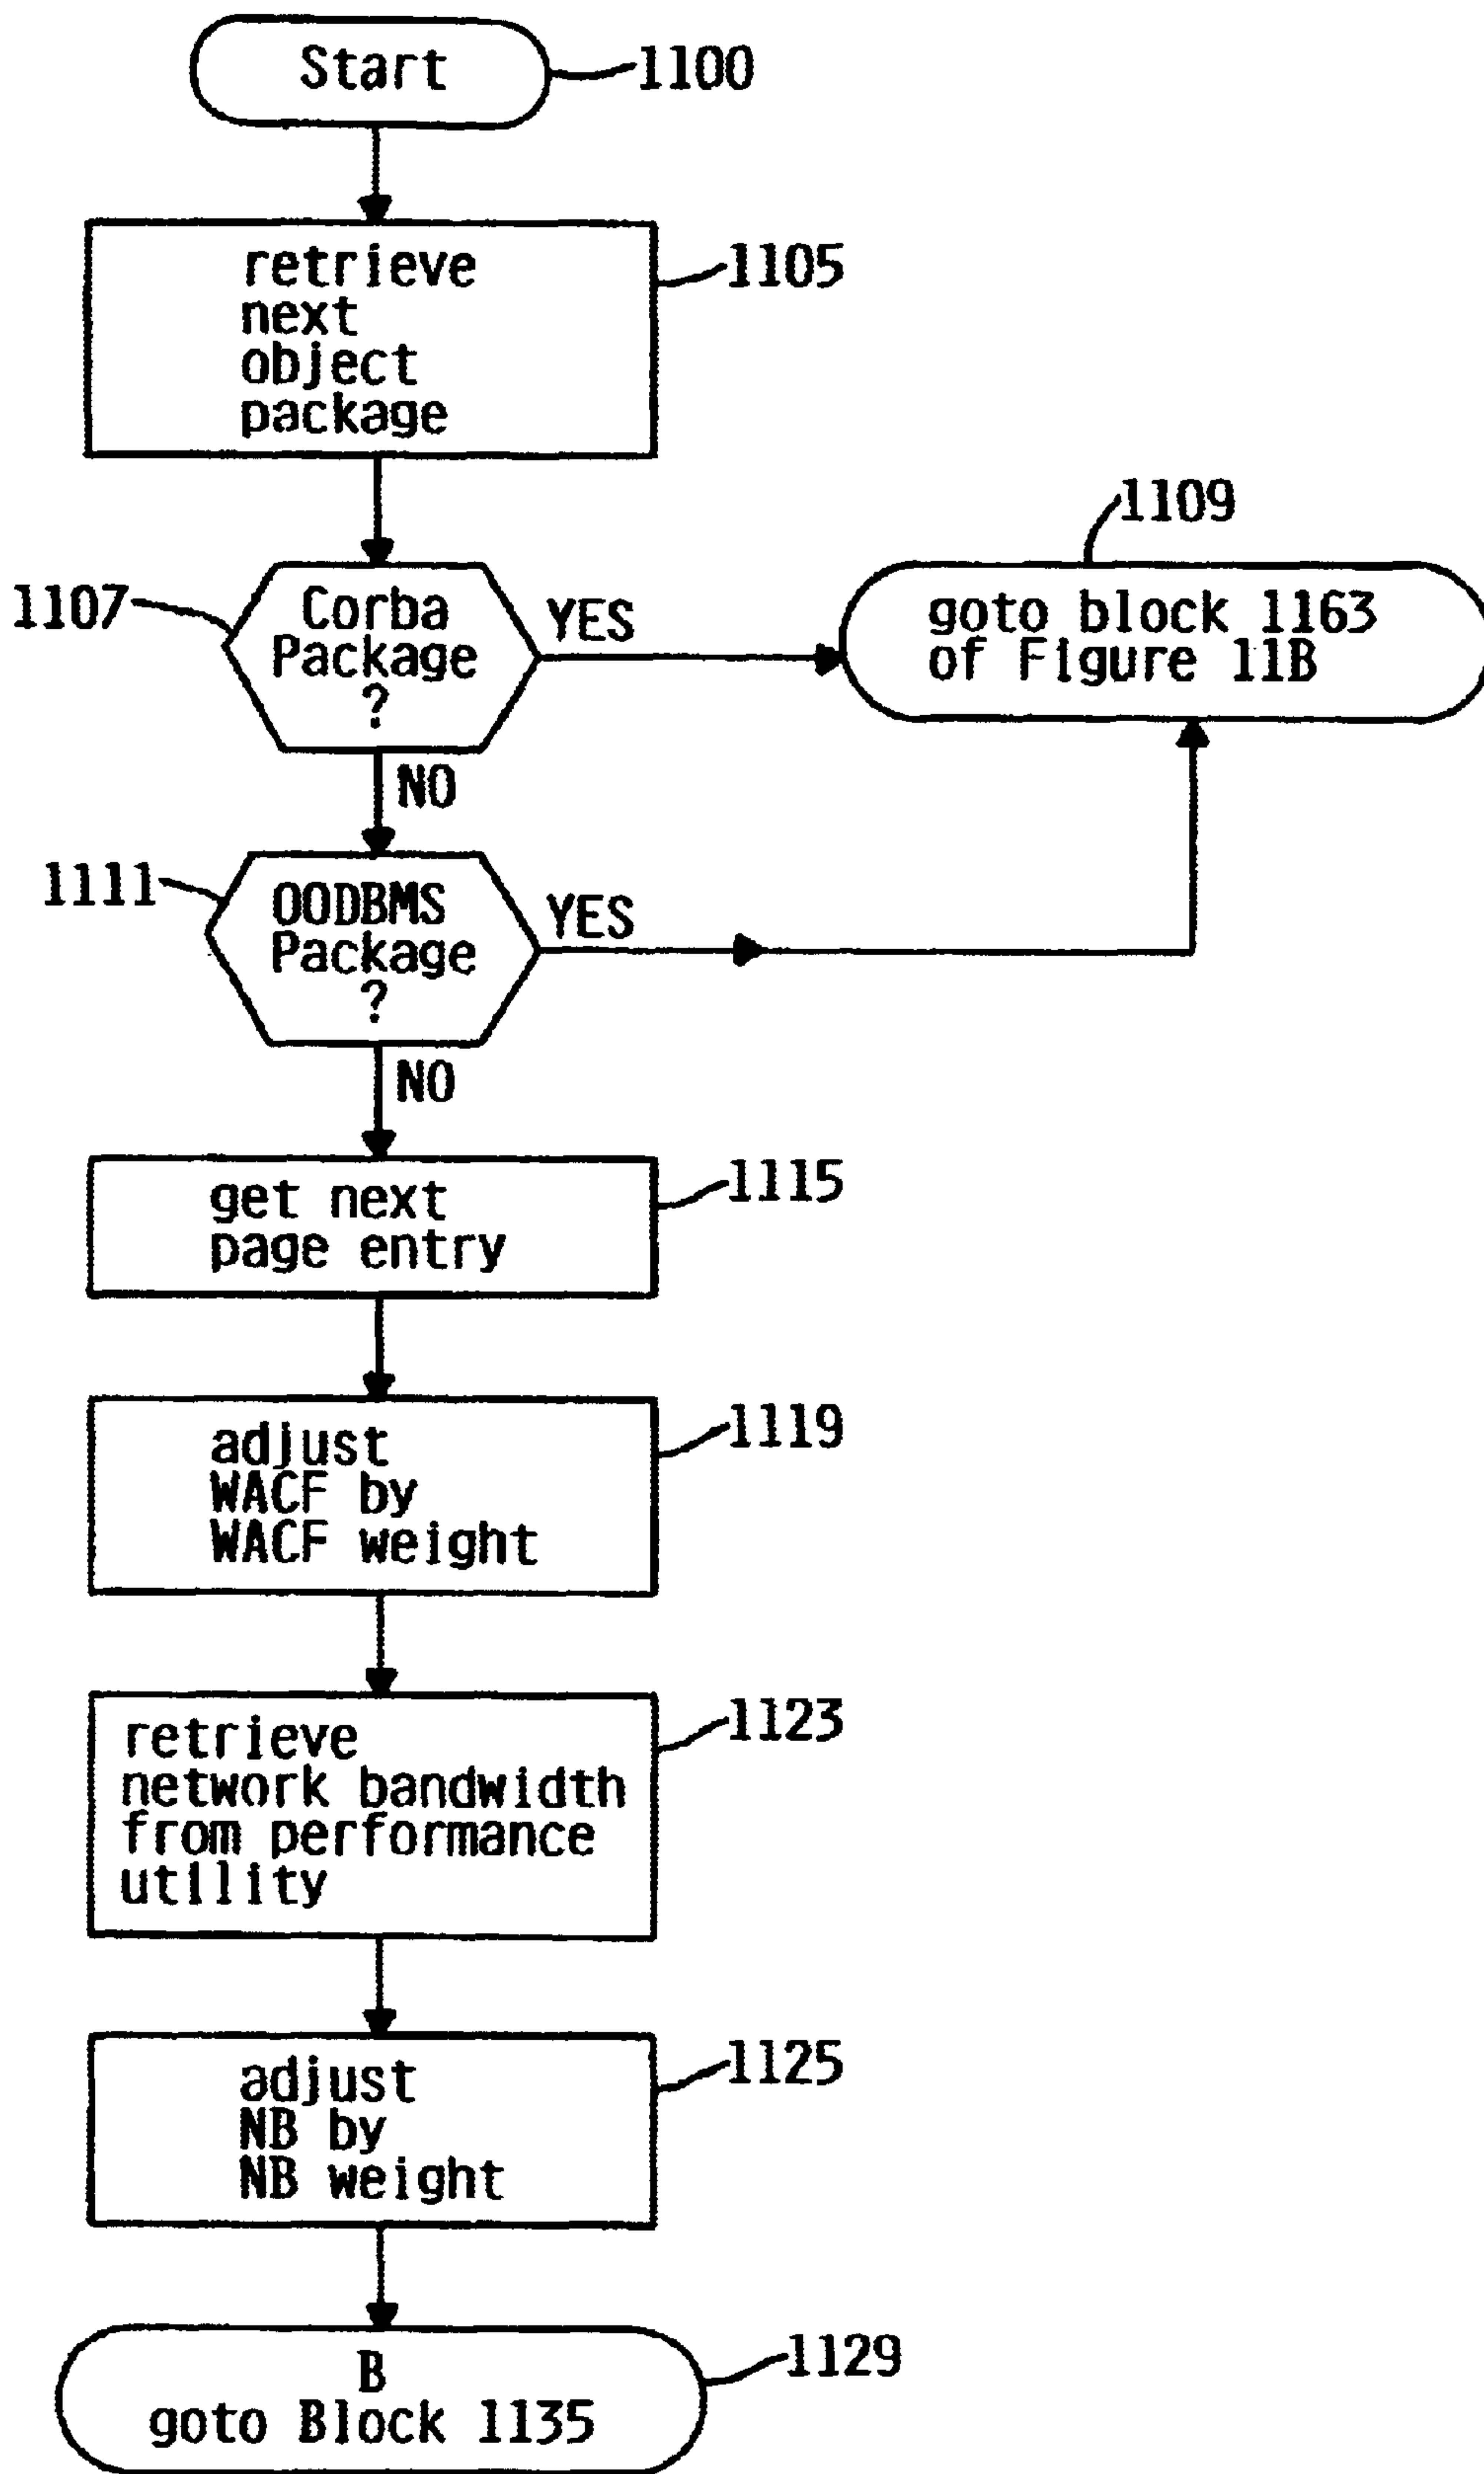 Start
1100
retrieve
next
object
package
1105
1109
1107
Corba
Package
?
YES
goto block 1163
of Figure 11B
NO
1111
OODBMS
Package
?
YES
NO
get next
page entry
1115
adjust
WACF by
WACF weight
1119
retrieve
network bandwidth
from performance
utility
1123
adjust
NB by
NB weight
1125
B
goto Block 1135
1129